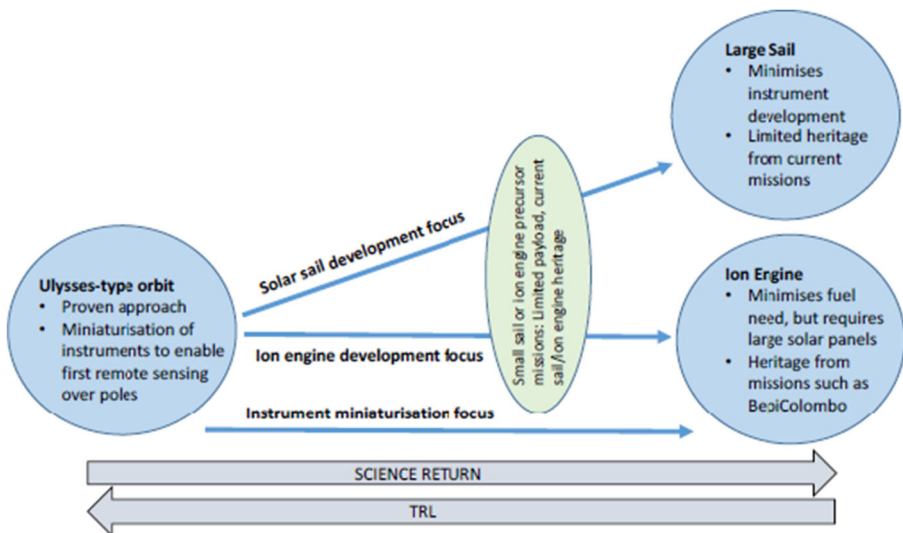 Large Sail
• Minimises
instrument
development
• Limited heritage
from current
missions
Solar sail development focus
Small sail or ion engine precursor
missions: Limited payload, current
sail/ion engine heritage
Ulysses-type orbit
• Proven approach
• Miniaturisation of
instruments to enable
first remote sensing
over poles
Ion engine development focus
Instrument miniaturisation focus
Ion Engine
• Minimises fuel
need, but requires
large solar panels
• Heritage from
missions such as
BepiColombo
SCIENCE RETURN
TRL